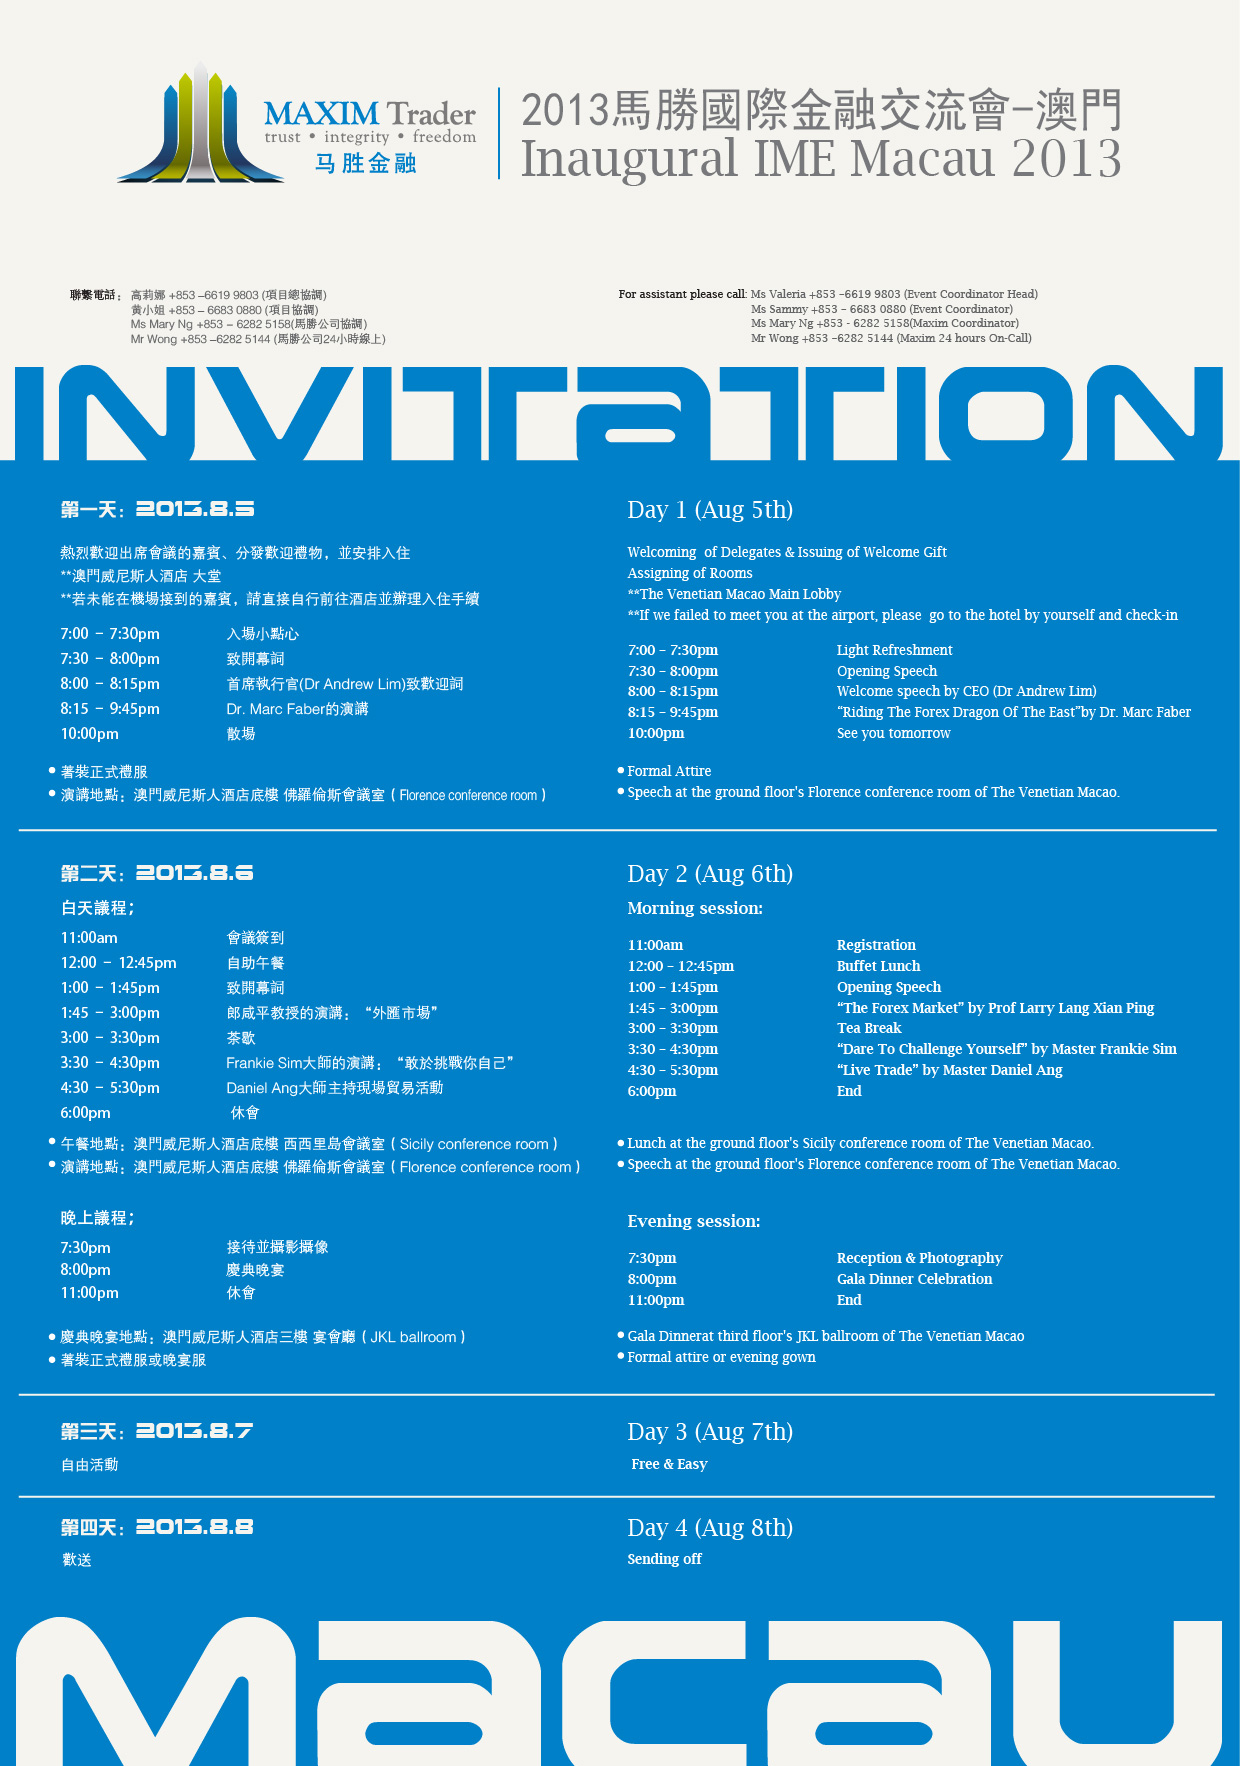 MAXIM Trader
trust • integrity • freedom
马胜金融
2013馬勝國際金融交流會–澳門
Inaugural IME Macau 2013
聯繫電話： 高莉娜 +853 –6619 9803 (項目總協調)
黄小姐 +853 – 6683 0880 (項目協調)
Ms Mary Ng +853 – 6282 5158(馬勝公司協調)
Mr Wong +853 –6282 5144 (馬勝公司24小時線上)
For assistant please call: Ms Valeria +853 –6619 9803 (Event Coordinator Head)
Ms Sammy +853 – 6683 0880 (Event Coordinator)
Ms Mary Ng +853 - 6282 5158(Maxim Coordinator)
Mr Wong +853 –6282 5144 (Maxim 24 hours On-Call)
INVITATION
第一天：2013.8.5
熱烈歡迎出席會議的嘉賓、分發歡迎禮物，並安排入住
**澳門威尼斯人酒店 大堂
**若未能在機場接到的嘉賓，請直接自行前往酒店並辦理入住手續
7:00 – 7:30pm 入場小點心
7:30 – 8:00pm 致開幕詞
8:00 – 8:15pm 首席執行官(Dr Andrew Lim)致歡迎詞
8:15 – 9:45pm Dr. Marc Faber的演講
10:00pm 散場
• 著裝正式禮服
• 演講地點：澳門威尼斯人酒店底樓 佛羅倫斯會議室 ( Florence conference room )
Day 1 (Aug 5th)
Welcoming of Delegates & Issuing of Welcome Gift
Assigning of Rooms
**The Venetian Macao Main Lobby
**If we failed to meet you at the airport, please go to the hotel by yourself and check-in
7:00 – 7:30pm Light Refreshment
7:30 – 8:00pm Opening Speech
8:00 – 8:15pm Welcome speech by CEO (Dr Andrew Lim)
8:15 – 9:45pm “Riding The Forex Dragon Of The East”by Dr. Marc Faber
10:00pm See you tomorrow
• Formal Attire
• Speech at the ground floor's Florence conference room of The Venetian Macao.
第二天：2013.8.6
白天議程；
11:00am 會議簽到
12:00 – 12:45pm 自助午餐
1:00 – 1:45pm 致開幕詞
1:45 – 3:00pm 郎咸平教授的演講：“外匯市場”
3:00 – 3:30pm 茶歇
3:30 – 4:30pm Frankie Sim大師的演講：“敢於挑戰你自己”
4:30 – 5:30pm Daniel Ang大師主持現場貿易活動
6:00pm 休會
• 午餐地點：澳門威尼斯人酒店底樓 西西里島會議室 ( Sicily conference room )
• 演講地點：澳門威尼斯人酒店底樓 佛羅倫斯會議室 ( Florence conference room )
晚上議程；
7:30pm 接待並攝影攝像
8:00pm 慶典晚宴
11:00pm 休會
• 慶典晚宴地點：澳門威尼斯人酒店三樓 宴會廳 ( JKL ballroom )
• 著裝正式禮服或晚宴服
Day 2 (Aug 6th)
Morning session:
11:00am Registration
12:00 – 12:45pm Buffet Lunch
1:00 – 1:45pm Opening Speech
1:45 – 3:00pm “The Forex Market” by Prof Larry Lang Xian Ping
3:00 – 3:30pm Tea Break
3:30 – 4:30pm “Dare To Challenge Yourself” by Master Frankie Sim
4:30 – 5:30pm “Live Trade” by Master Daniel Ang
6:00pm End
• Lunch at the ground floor's Sicily conference room of The Venetian Macao.
• Speech at the ground floor's Florence conference room of The Venetian Macao.
Evening session:
7:30pm Reception & Photography
8:00pm Gala Dinner Celebration
11:00pm End
• Gala Dinnerat third floor's JKL ballroom of The Venetian Macao
• Formal attire or evening gown
第三天：2013.8.7
自由活動
Day 3 (Aug 7th)
Free & Easy
第四天：2013.8.8
歡送
Day 4 (Aug 8th)
Sending off
Macau